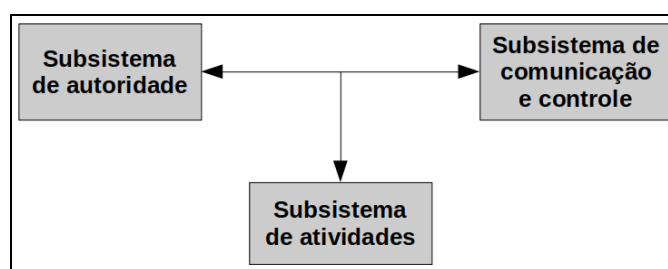 Subsistema
de autoridade
Subsistema de
comunicação
e controle
Subsistema
de atividades